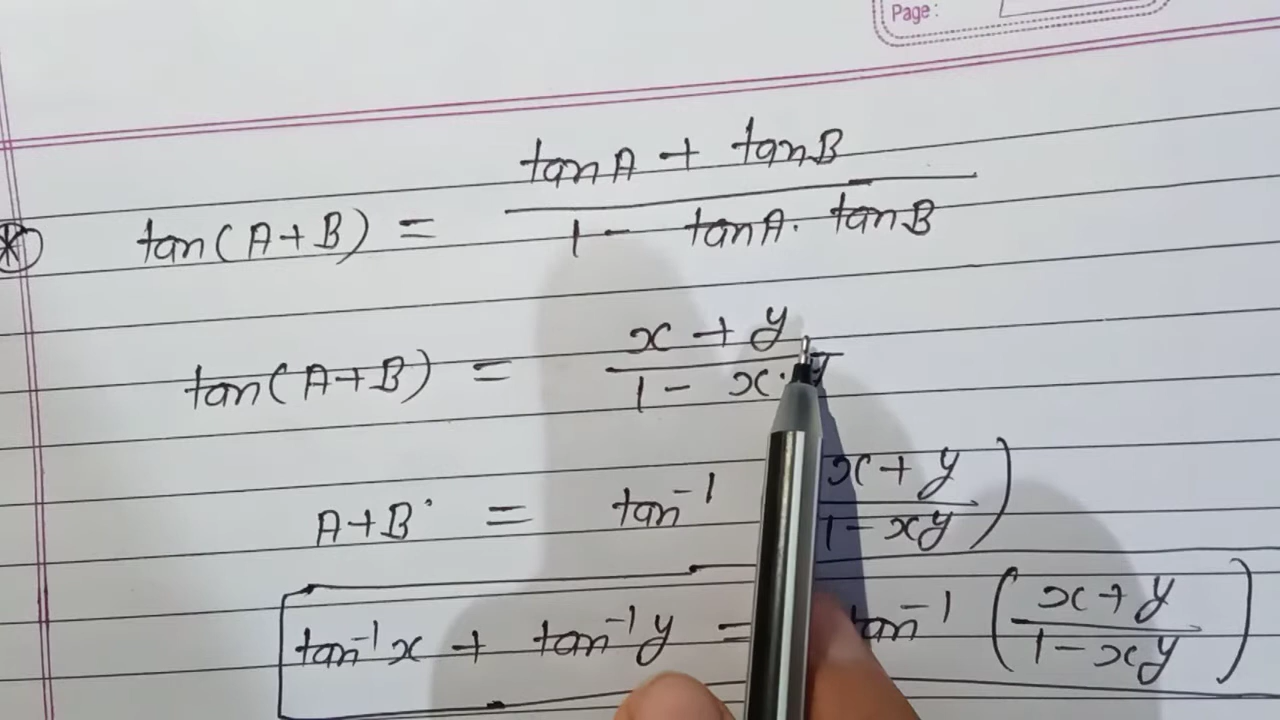 Page:
tan(A+B) = (tanA + tanB) / (1 - tanA. tanB)
tan(A+B) = (x + y) / (1 - x.y)
A+B = tan⁻¹ (x+y) / (1-xy))
tan⁻¹x + tan⁻¹y = tan⁻¹ ((x+y) / (1-xy))